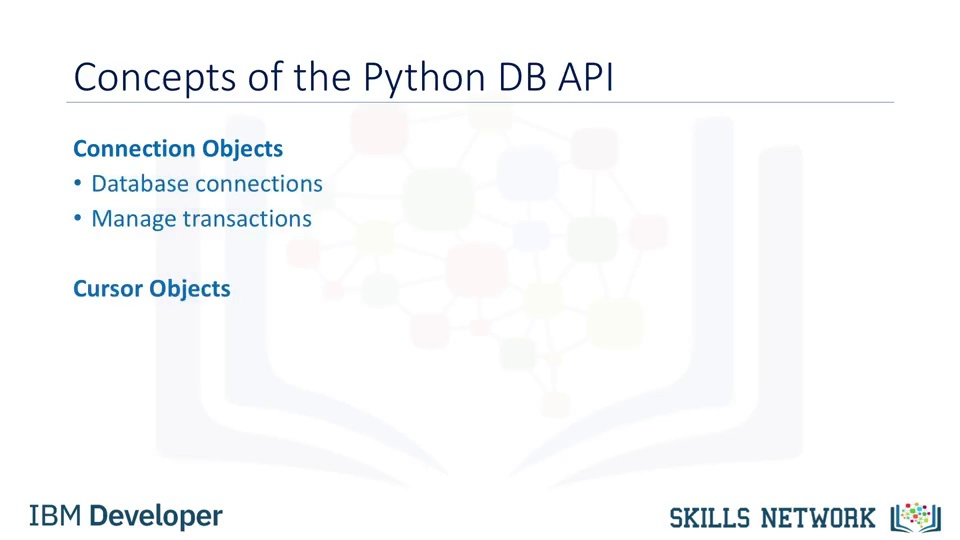 Concepts of the Python DB API
Connection Objects
• Database connections
• Manage transactions
Cursor Objects
IBM Developer
SKILLS NETWORK